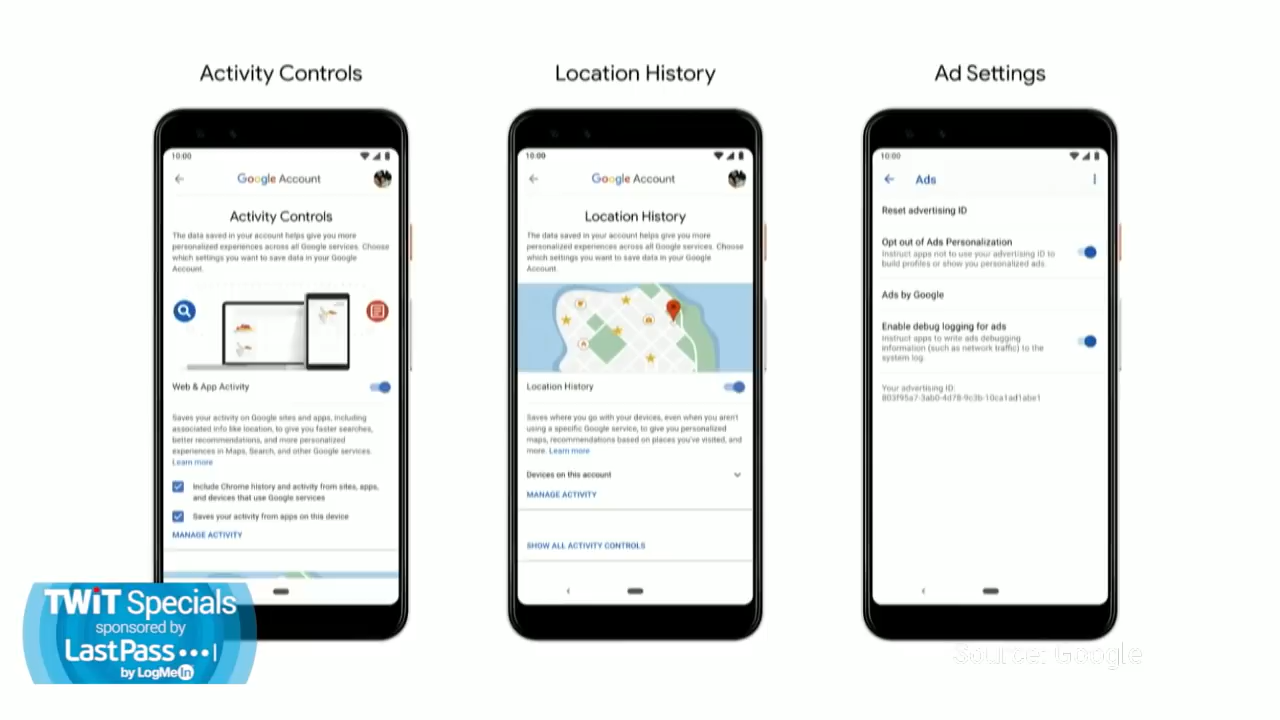 Activity Controls
Location History
Ad Settings
10:00
Google Account
Activity Controls
The data saved in your account helps give you more
personalized experiences across all Google services. Choose
which settings you want to save data in your Google
Account.
Web & App Activity
Saves your activity on Google sites and apps, including
associated info like location, to give you faster searches,
better recommendations, and more personalized
experiences in Maps, Search, and other Google services.
Learn more
Include Chrome history and activity from sites, apps,
and devices that use Google services
Saves your activity from apps on this device
MANAGE ACTIVITY
10:00
Google Account
Location History
The data saved in your account helps give you more
personalized experiences across all Google services. Choose
which settings you want to save data in your Google
Account.
Location History
Saves where you go with your devices, even when you aren't
using a specific Google service, to give you personalized
maps, recommendations based on places you've visited, and
more. Learn more
Devices on this account
MANAGE ACTIVITY
SHOW ALL ACTIVITY CONTROLS
10:00
Ads
Reset advertising ID
Opt out of Ads Personalization
Instruct apps not to use your advertising ID to
build profiles or show you personalized ads.
Ads by Google
Enable debug logging for ads
Instruct apps to write ads debugging
information (such as network traffic) to the
system log.
Your advertising ID:
803f95a7-3ab0-4d78-9c3b-10ca1ad1abe1
TWiT Specials
sponsored by
LastPass
by LogMeIn
Source: Google